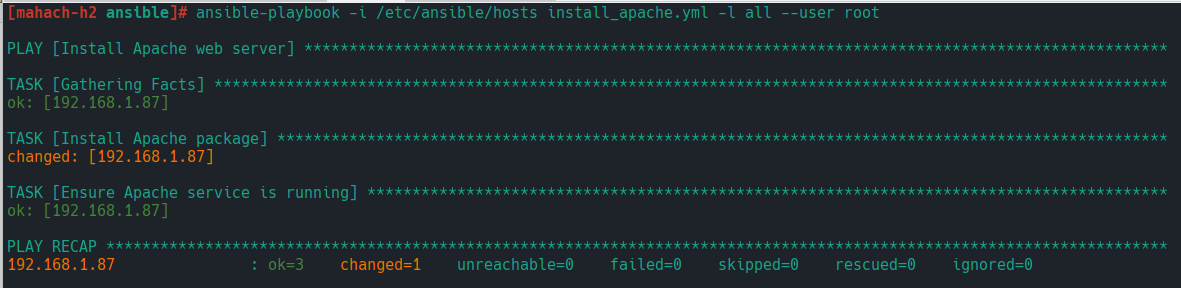 [mahach-h2 ansible]# ansible-playbook -i /etc/ansible/hosts install_apache.yml -l all --user root
PLAY [Install Apache web server] ************************************************************************************************
TASK [Gathering Facts] **********************************************************************************************************
ok: [192.168.1.87]
TASK [Install Apache package] ***************************************************************************************************
changed: [192.168.1.87]
TASK [Ensure Apache service is running] *****************************************************************************************
ok: [192.168.1.87]
PLAY RECAP **********************************************************************************************************************
192.168.1.87 : ok=3 changed=1 unreachable=0 failed=0 skipped=0 rescued=0 ignored=0